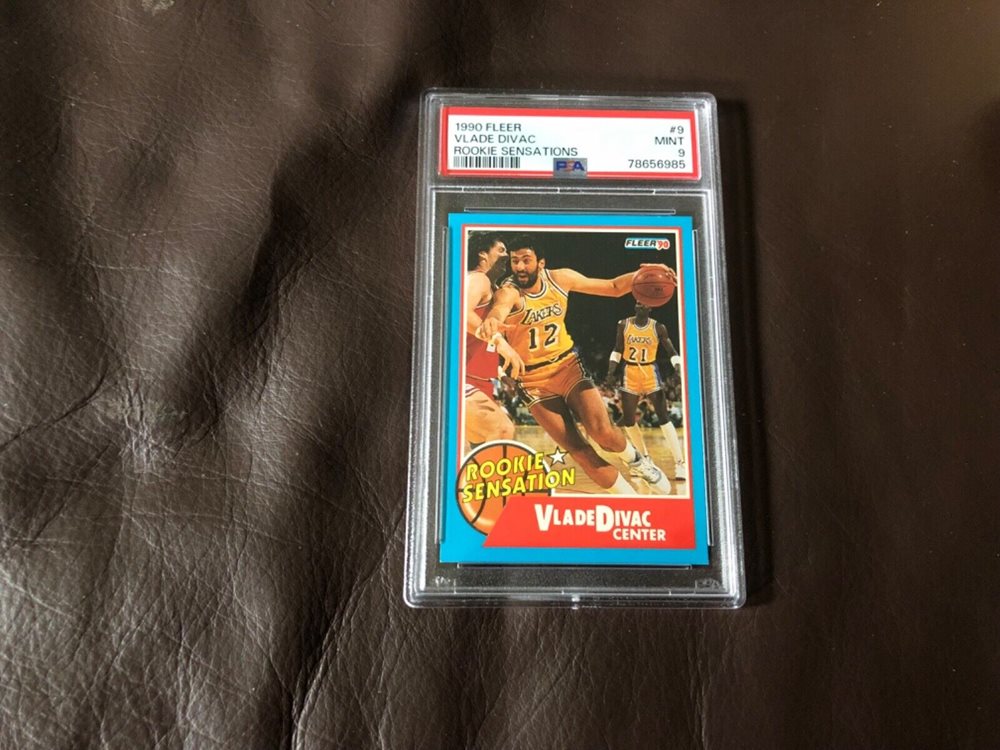 1990 FLEER #9
VLADE DIVAC MINT
ROOKIE SENSATIONS 9
PSA 78656985
FLEER '90
LAKERS
12
LAKERS
21
ROOKIE
SENSATION
VLADE DIVAC
CENTER